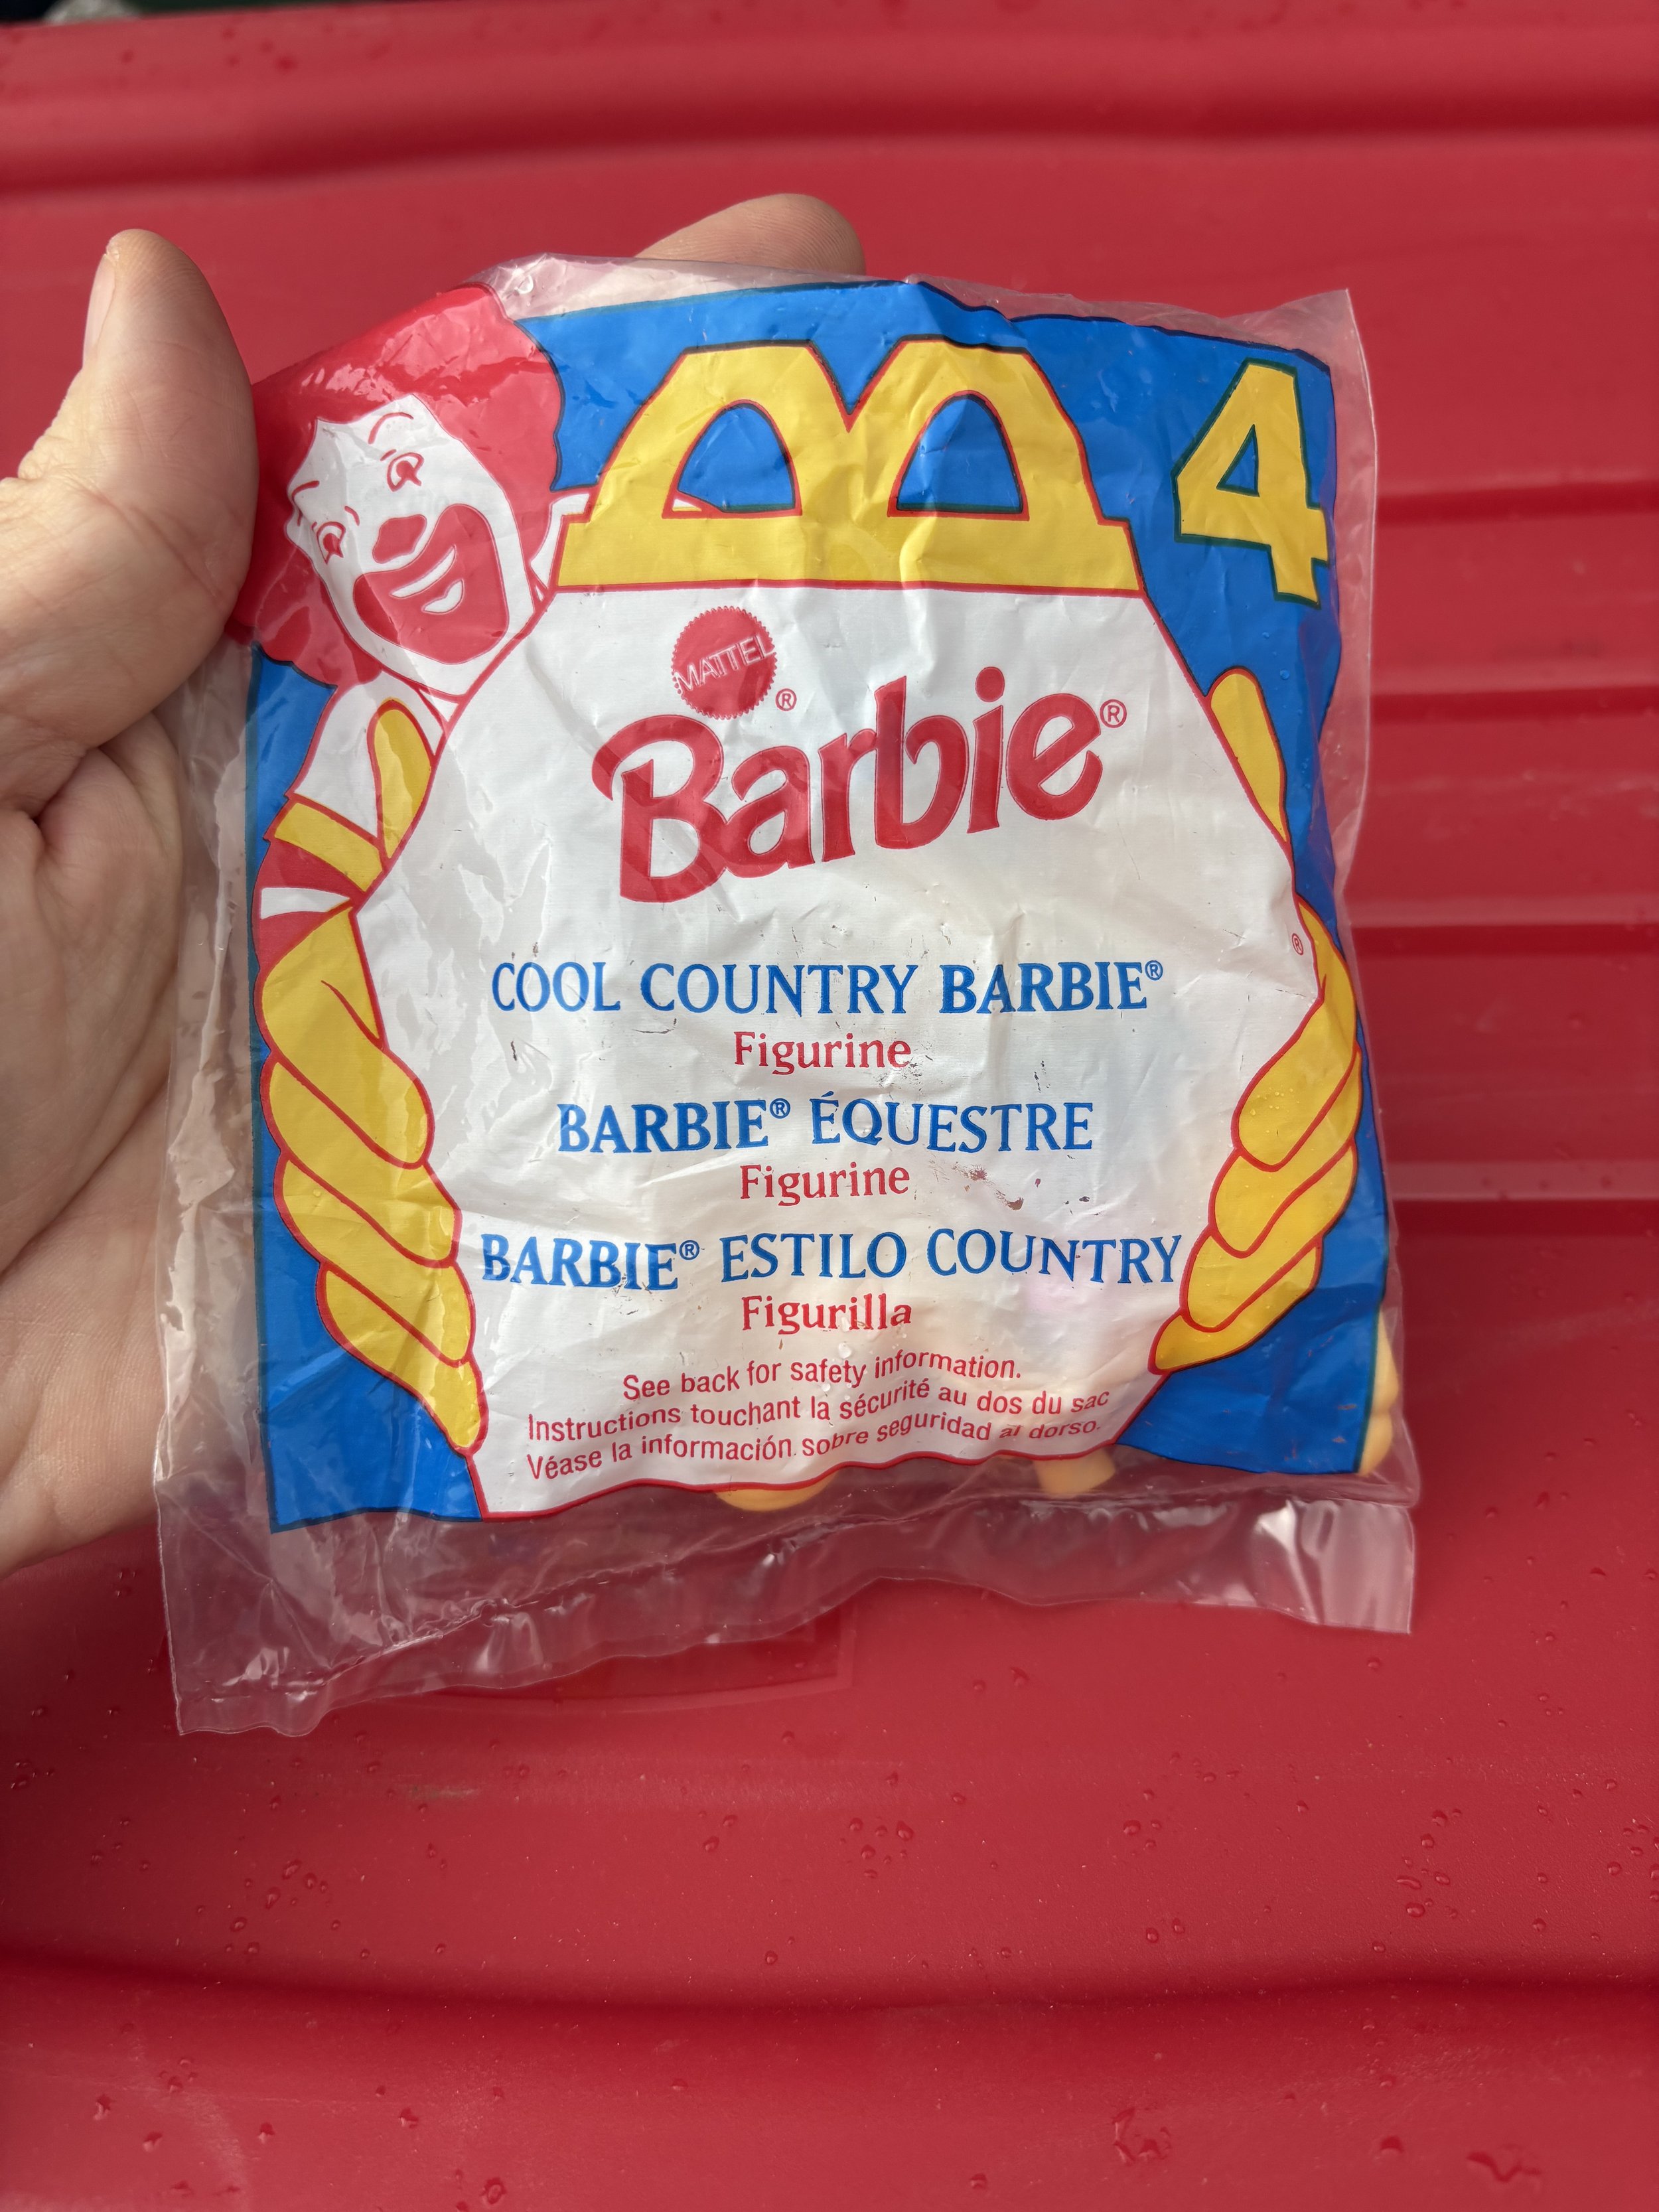 4
MATTEL®
Barbie®
COOL COUNTRY BARBIE®
Figurine
BARBIE® ÉQUESTRE
Figurine
BARBIE® ESTILO COUNTRY
Figurilla
See back for safety information.
Instructions touchant la sécurité au dos du sac
Véase la información sobre seguridad al dorso.
®